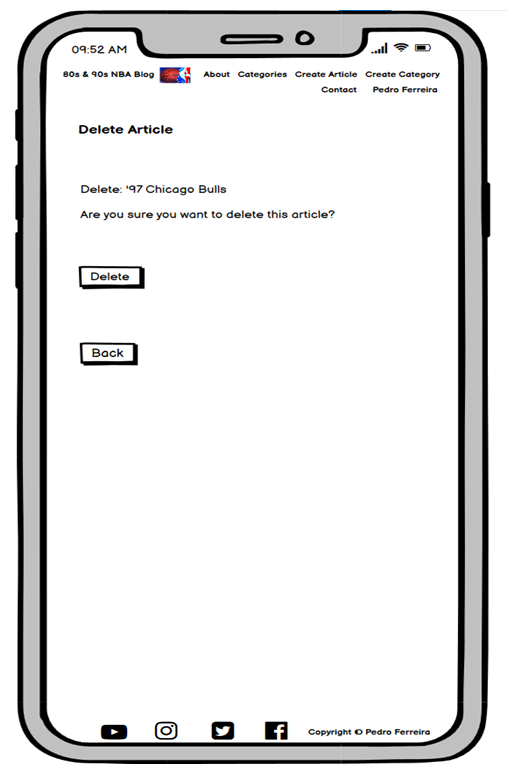 09:52 AM
80s & 90s NBA Blog About Categories Create Article Create Category
Contact Pedro Ferreira
Delete Article
Delete: '97 Chicago Bulls
Are you sure you want to delete this article?
Delete
Back
Copyright © Pedro Ferreira